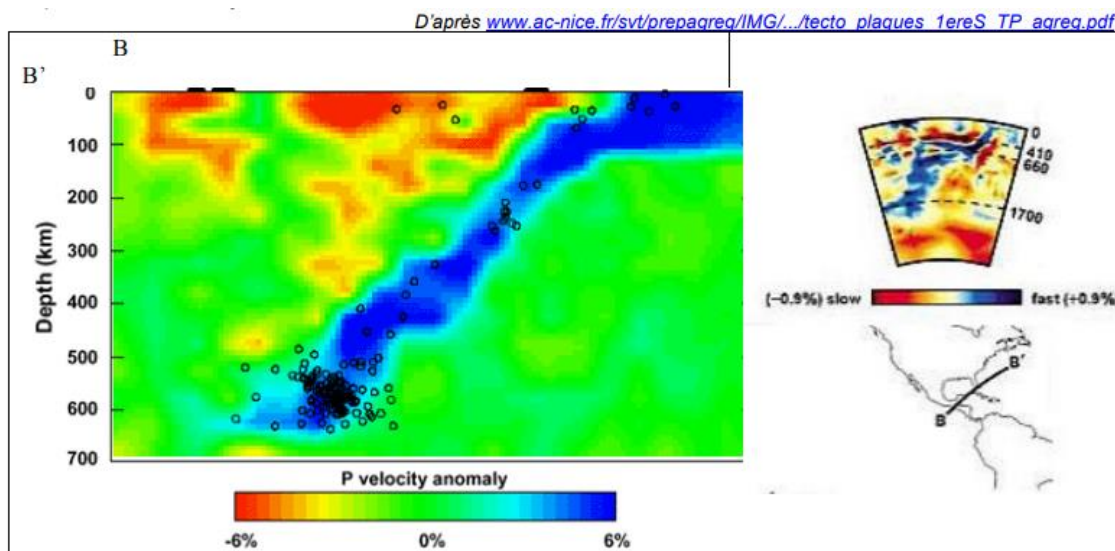 D'après www.ac-nice.fr/svt/prepagreg/IMG/.../tecto_plaques_1ereS_TP_agreg.pdf
B
B'
0
100
200
300
400
500
600
700
Depth (km)
P velocity anomaly
-6%
0%
6%
0
410
660
1700
(−0.9%) slow
fast (+0.9%
B'
B